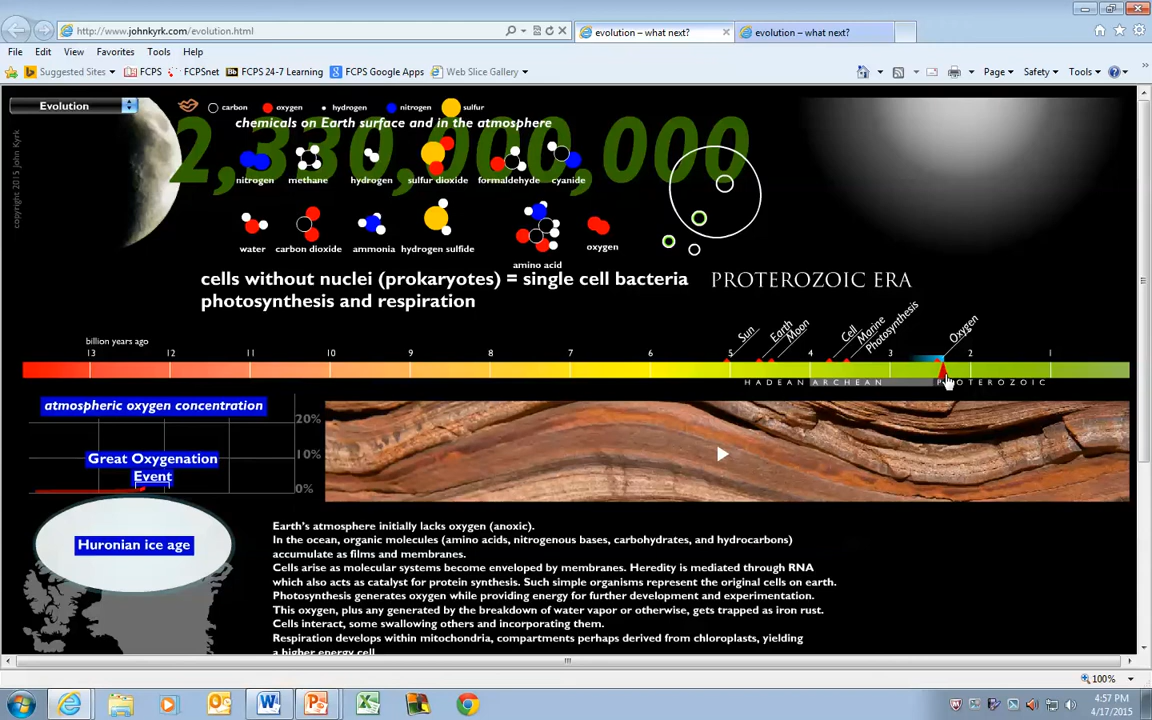 http://www.johnkyrk.com/evolution.html
evolution – what next?
evolution – what next?
File Edit View Favorites Tools Help
Suggested Sites FCPS FCPSnet FCPS 24-7 Learning FCPS Google Apps Web Slice Gallery
Page Safety Tools
Evolution
carbon oxygen hydrogen nitrogen sulfur
chemicals on Earth surface and in the atmosphere
2,330,000,000
nitrogen methane hydrogen sulfur dioxide formaldehyde cyanide
water carbon dioxide ammonia hydrogen sulfide amino acid oxygen
copyright 2015 John Kyrk
cells without nuclei (prokaryotes) = single cell bacteria
photosynthesis and respiration
PROTEROZOIC ERA
Sun Earth Moon Cell Marine Photosynthesis Oxygen
billion years ago
13 12 11 10 9 8 7 6 5 4 3 2 1
HADEAN ARCHEAN PROTEROZOIC
atmospheric oxygen concentration
20%
10%
0%
Great Oxygenation
Event
Huronian ice age
Earth's atmosphere initially lacks oxygen (anoxic).
In the ocean, organic molecules (amino acids, nitrogenous bases, carbohydrates, and hydrocarbons)
accumulate as films and membranes.
Cells arise as molecular systems become enveloped by membranes. Heredity is mediated through RNA
which also acts as catalyst for protein synthesis. Such simple organisms represent the original cells on earth.
Photosynthesis generates oxygen while providing energy for further development and experimentation.
This oxygen, plus any generated by the breakdown of water vapor or otherwise, gets trapped as iron rust.
Cells interact, some swallowing others and incorporating them.
Respiration develops within mitochondria, compartments perhaps derived from chloroplasts, yielding
a higher energy cell
100%
4:57 PM
4/17/2015